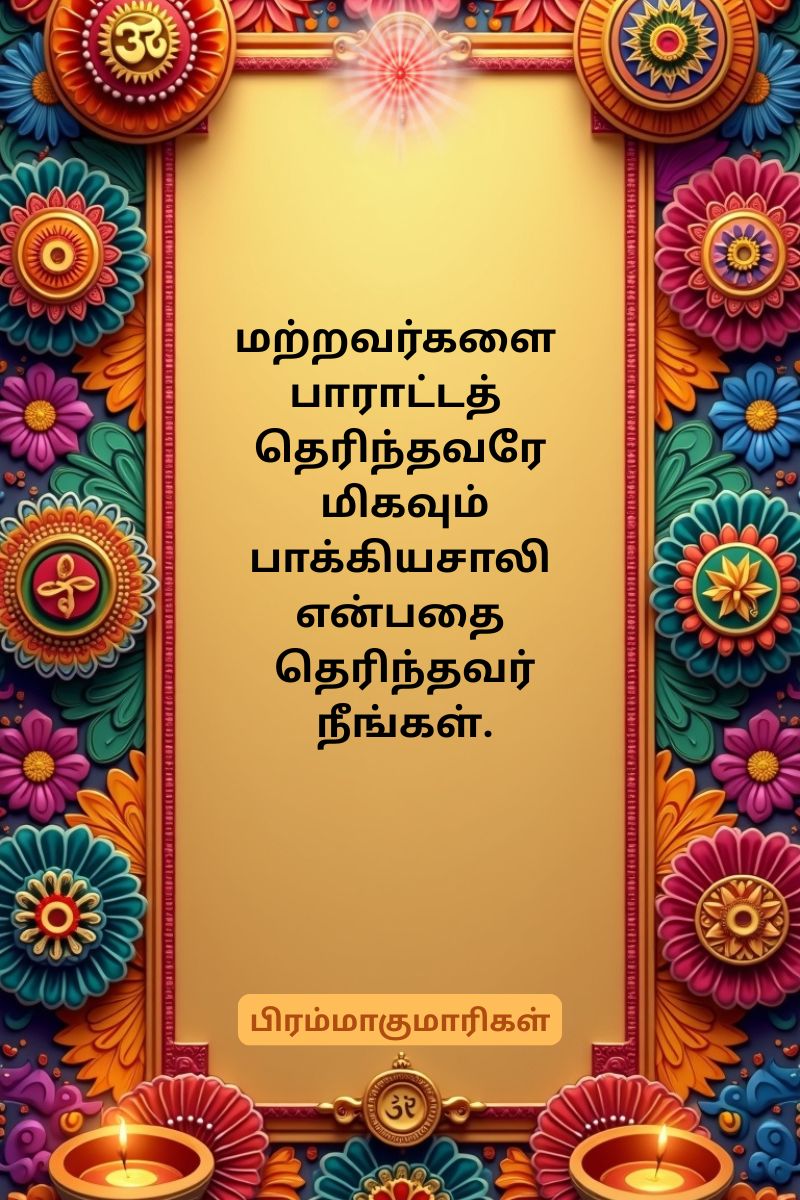 மற்றவர்களை
பாராட்டத்
தெரிந்தவரே
மிகவும்
பாக்கியசாலி
என்பதை
தெரிந்தவர்
நீங்கள்.
பிரம்மாகுமாரிகள்